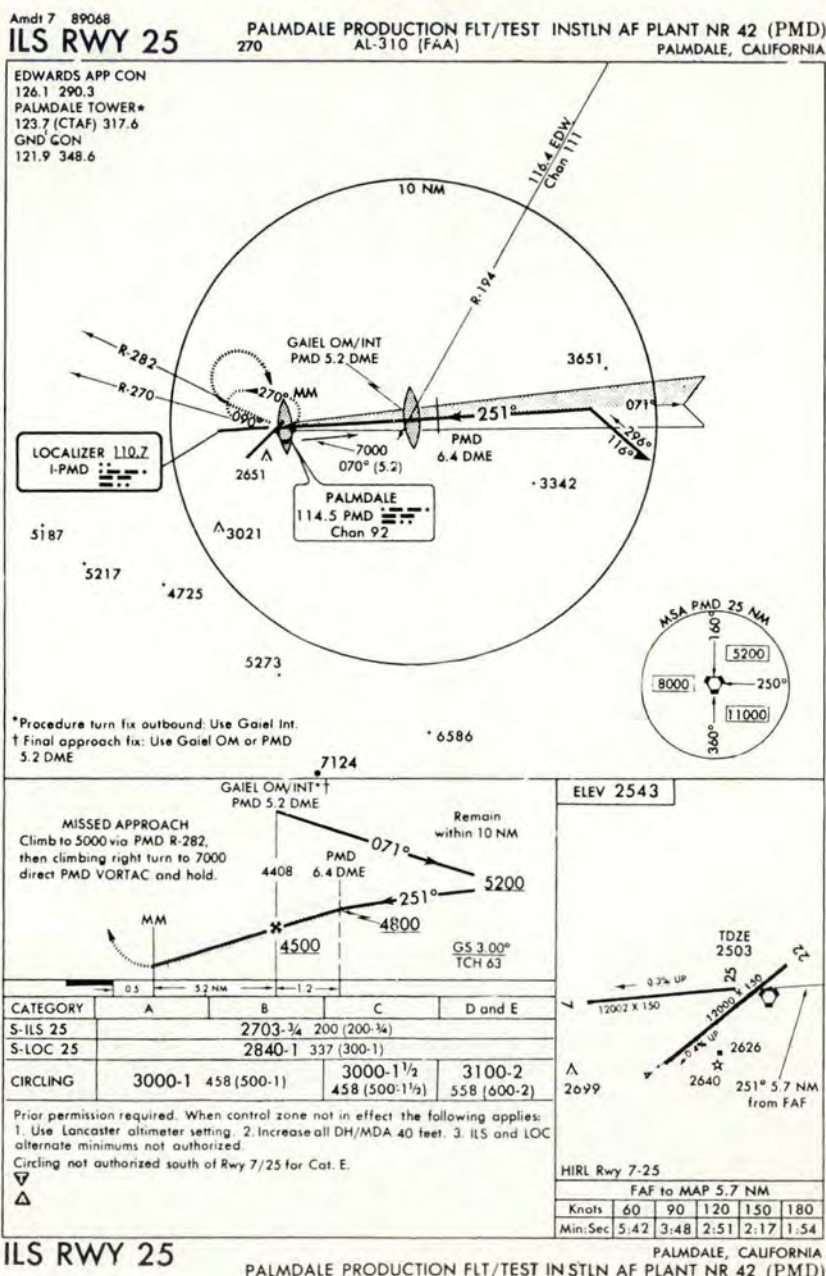 Amdt 7 89068
ILS RWY 25
270
PALMDALE PRODUCTION FLT/TEST INSTLN AF PLANT NR 42 (PMD)
AL-310 (FAA)
PALMDALE, CALIFORNIA
EDWARDS APP CON
126.1 290.3
PALMDALE TOWER*
123.7 (CTAF) 317.6
GND CON
121.9 348.6
10 NM
116.4 EDW
Chan 111
R-194
R-282
R-270
GAIEL OM/INT
PMD 5.2 DME
3651
270° MM
090°
251°
071°
LOCALIZER 110.7
I-PMD
7000
070° (5.2)
PMD
6.4 DME
296°
116°
2651
PALMDALE
114.5 PMD
Chan 92
3342
5187
3021
5217
4725
MSA PMD 25 NM
160°
5200
8000
250°
11000
360°
5273
*Procedure turn fix outbound: Use Gaiel Int.
† Final approach fix: Use Gaiel OM or PMD
5.2 DME
6586
7124
MISSED APPROACH
Climb to 5000 via PMD R-282,
then climbing right turn to 7000
direct PMD VORTAC and hold.
GAIEL OM/INT*†
PMD 5.2 DME
Remain
within 10 NM
071°
4408
PMD
6.4 DME
5200
251°
4800
MM
4500
GS 3.00°
TCH 63
0.5
5.2 NM
1.2
ELEV 2543
TDZE
2503
22
25
7
0.3% UP
12002 X 150
12000 X 150
0.4% UP
2626
2699
2640
251° 5.7 NM
from FAF
HIRL Rwy 7-25
CATEGORY A B C D and E
S-ILS 25 2703-¾ 200 (200-¾)
S-LOC 25 2840-1 337 (300-1)
CIRCLING 3000-1 458 (500-1) 3000-1½ 458 (500-1½) 3100-2 558 (600-2)
Prior permission required. When control zone not in effect the following applies:
1. Use Lancaster altimeter setting. 2. Increase all DH/MDA 40 feet. 3. ILS and LOC
alternate minimums not authorized.
Circling not authorized south of Rwy 7/25 for Cat. E.
FAF to MAP 5.7 NM
Knots 60 90 120 150 180
Min:Sec 5:42 3:48 2:51 2:17 1:54
ILS RWY 25
PALMDALE, CALIFORNIA
PALMDALE PRODUCTION FLT/TEST INSTLN AF PLANT NR 42 (PMD)